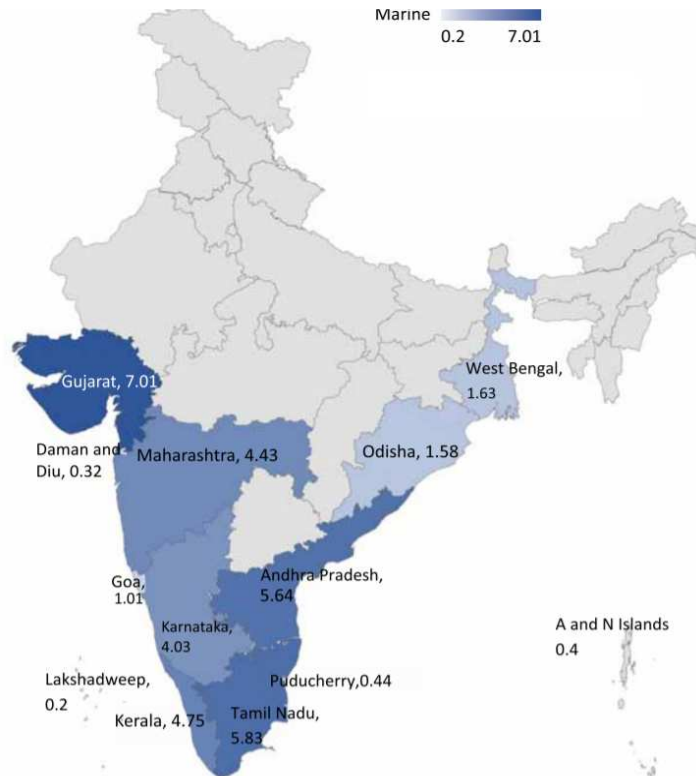 Marine
0.2 7.01
Gujarat, 7.01
West Bengal,
1.63
Daman and
Diu, 0.32
Maharashtra, 4.43
Odisha, 1.58
Goa,
1.01
Andhra Pradesh,
5.64
Karnataka,
4.03
A and N Islands
0.4
Lakshadweep,
0.2
Puducherry,0.44
Kerala, 4.75
Tamil Nadu,
5.83